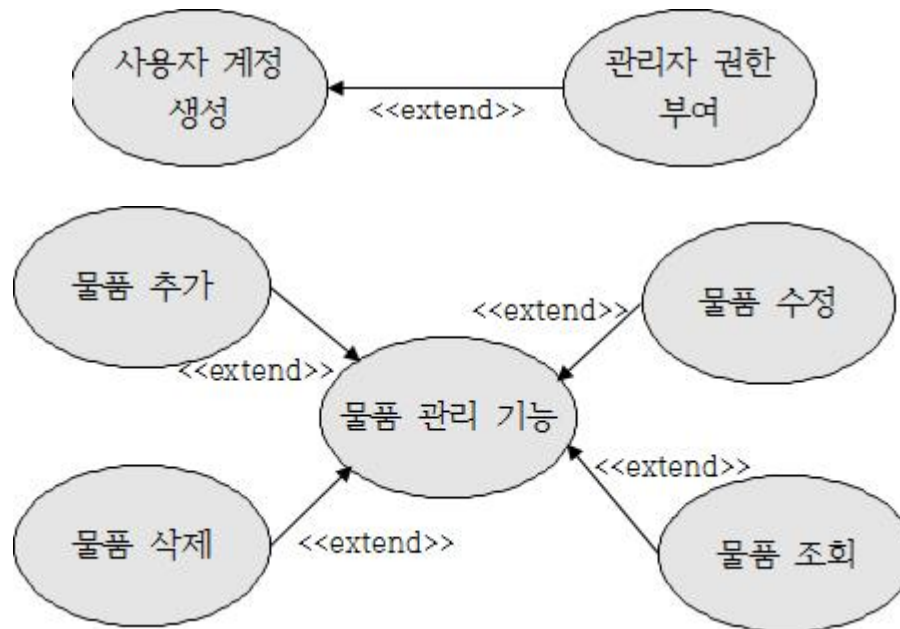 사용자 계정
생성
<<extend>>
관리자 권한
부여
물품 추가
<<extend>>
물품 수정
<<extend>>
물품 관리 기능
물품 삭제
<<extend>>
물품 조회
<<extend>>